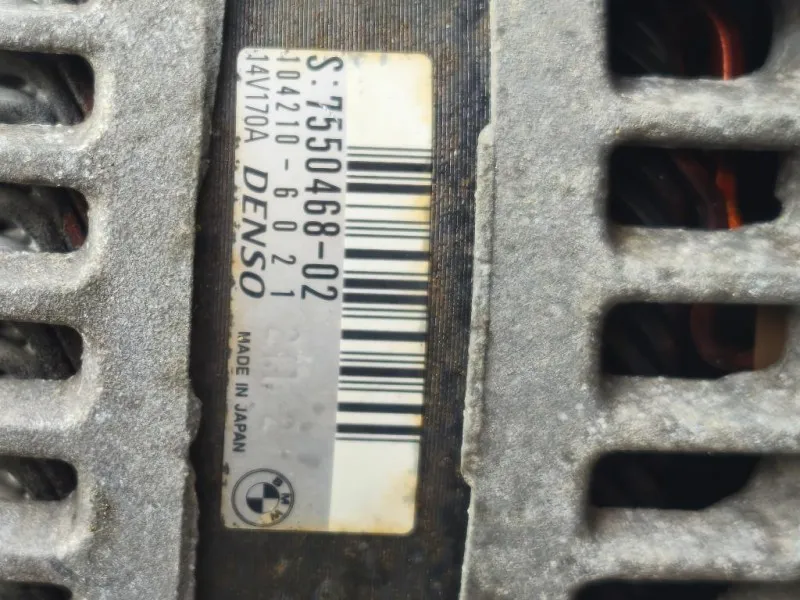 S:7550468-02
104210-6021
14V170A DENSO
MADE IN JAPAN
BMW